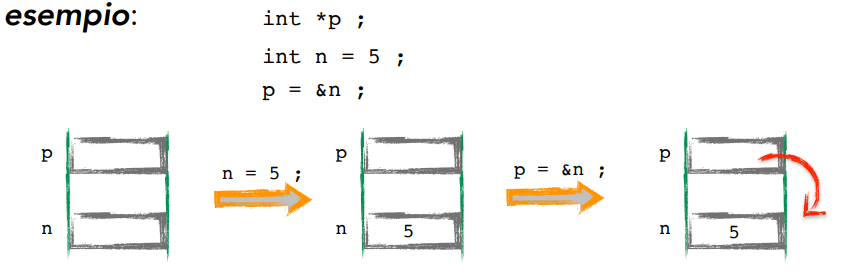 esempio:
int *p ;
int n = 5 ;
p = &n ;
p
n
n = 5 ;
p
n
5
p = &n ;
p
n
5